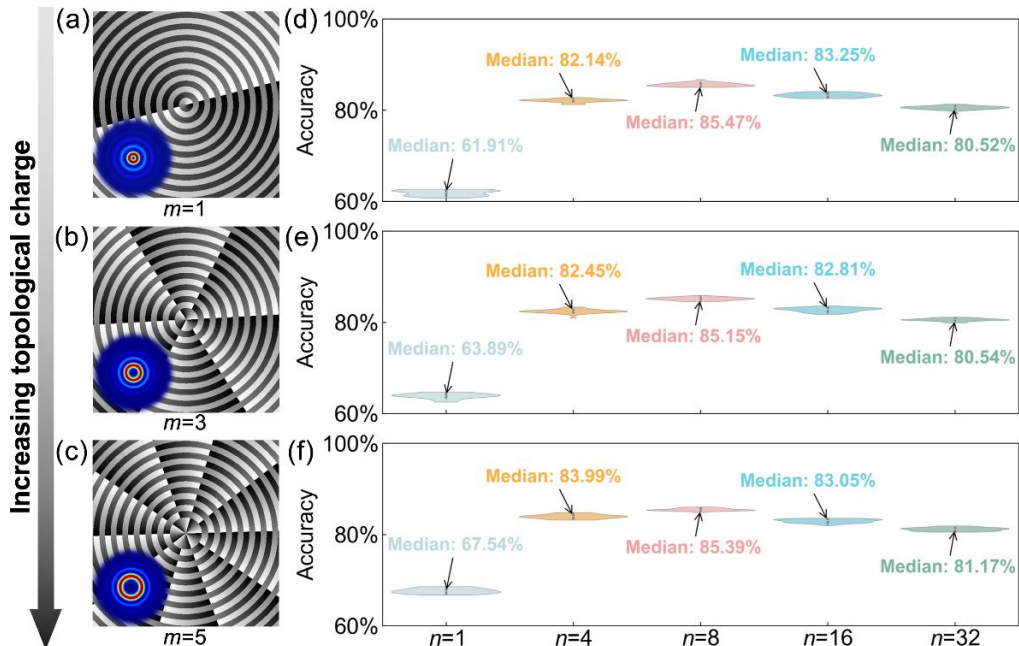 Increasing topological charge
(a)
m=1
(b)
m=3
(c)
m=5
(d)
Accuracy
100%
80%
60%
Median: 61.91%
Median: 82.14%
Median: 85.47%
Median: 83.25%
Median: 80.52%
(e)
Accuracy
100%
80%
60%
Median: 63.89%
Median: 82.45%
Median: 85.15%
Median: 82.81%
Median: 80.54%
(f)
Accuracy
100%
80%
60%
Median: 67.54%
Median: 83.99%
Median: 85.39%
Median: 83.05%
Median: 81.17%
n=1
n=4
n=8
n=16
n=32